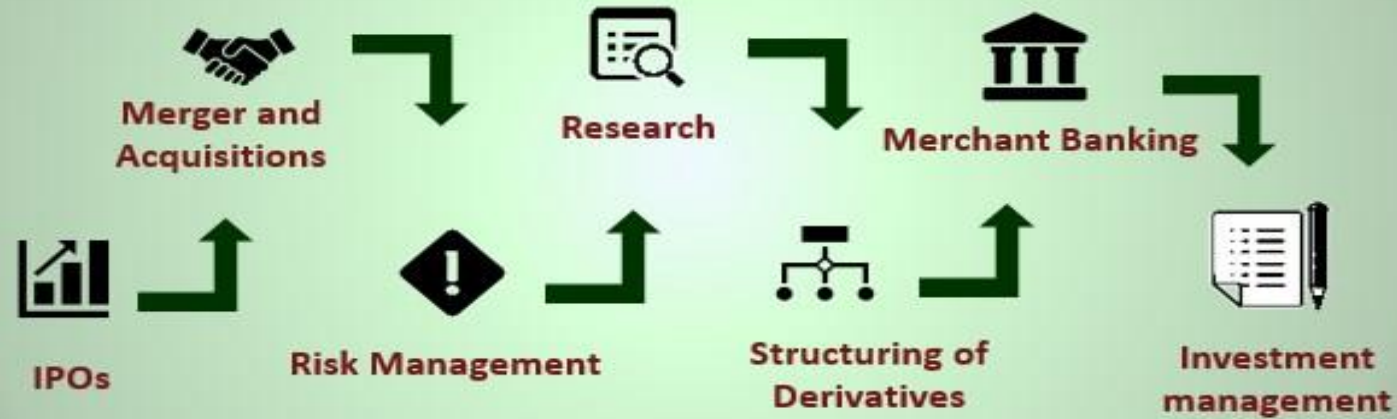 IPOs
Merger and
Acquisitions
Risk Management
Research
Structuring of
Derivatives
Merchant Banking
Investment
management